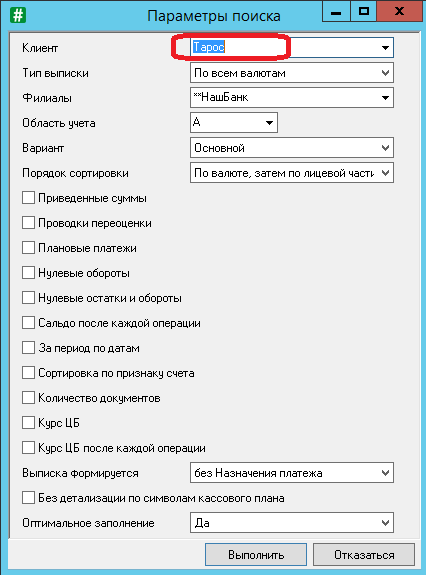 # Параметры поиска
Клиент Тарос
Тип выписки По всем валютам
Филиалы **НашБанк
Область учета А
Вариант Основной
Порядок сортировки По валюте, затем по лицевой части
Приведенные суммы
Проводки переоценки
Плановые платежи
Нулевые обороты
Нулевые остатки и обороты
Сальдо после каждой операции
За период по датам
Сортировка по признаку счета
Количество документов
Курс ЦБ
Курс ЦБ после каждой операции
Выписка формируется без Назначения платежа
Без детализации по символам кассового плана
Оптимальное заполнение Да
Выполнить Отказаться